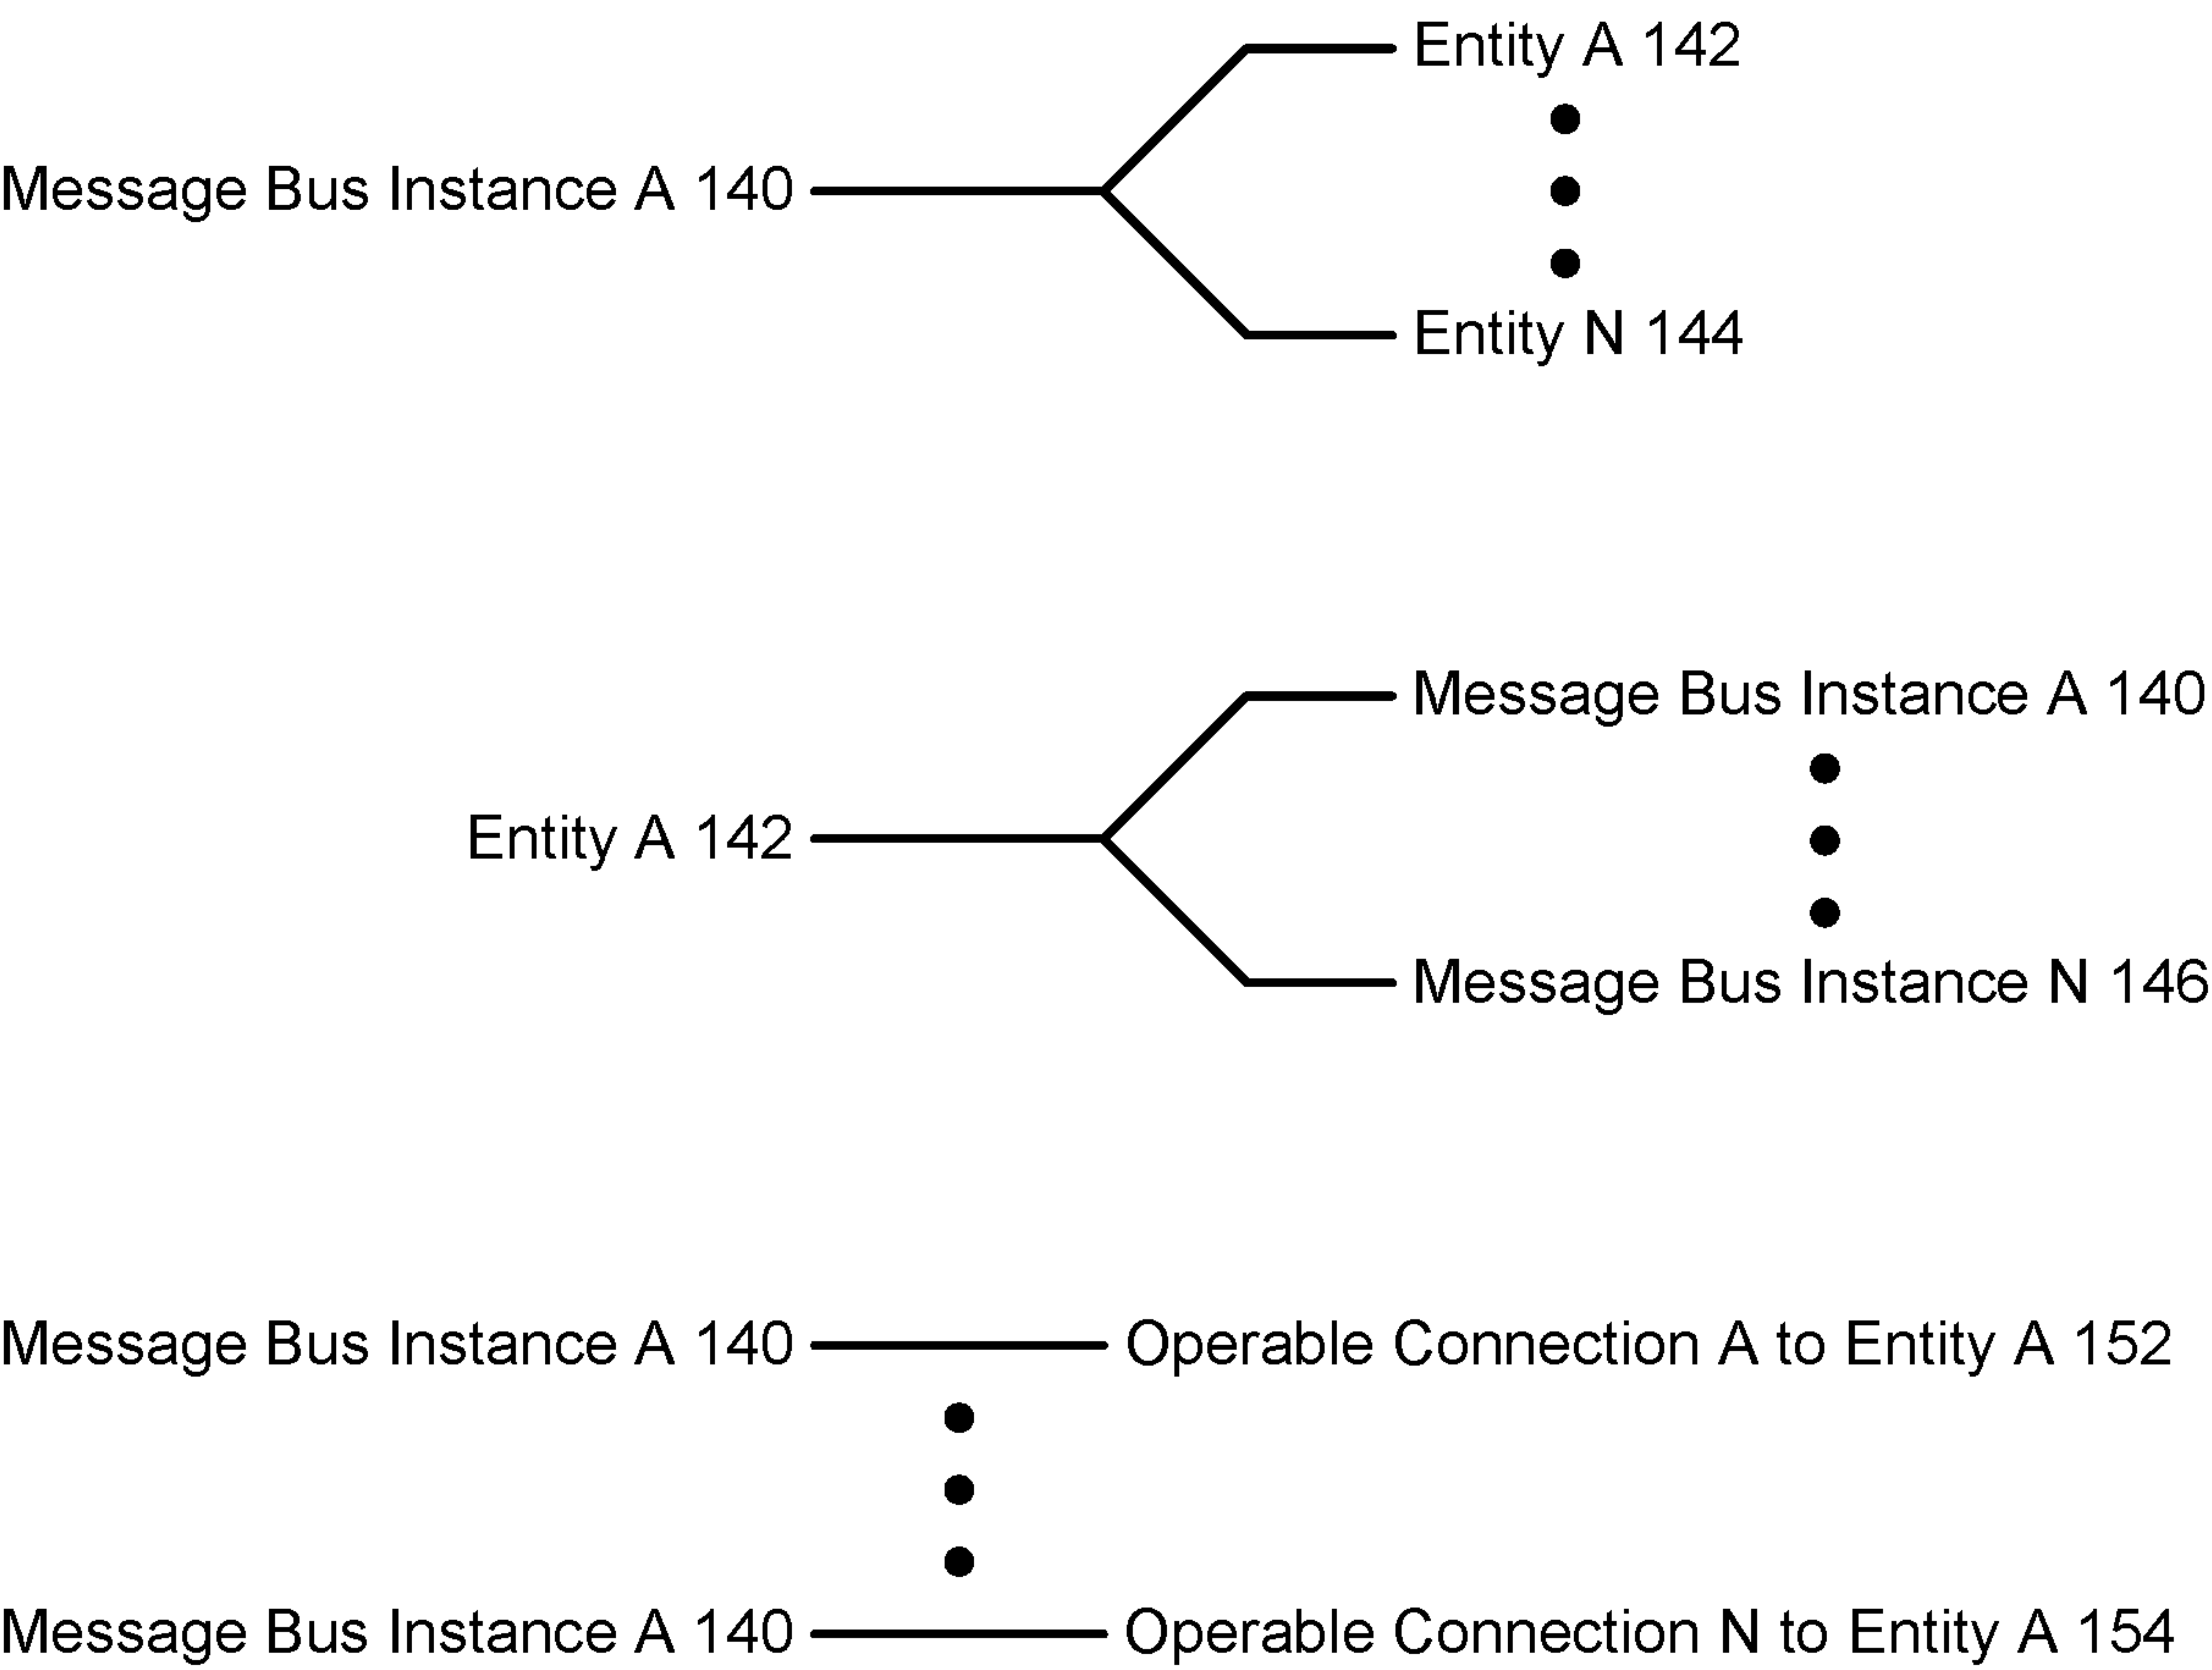 Entity A 142
Message Bus Instance A 140
Entity N 144
Message Bus Instance A 140
Entity A 142
Message Bus Instance N 146
Message Bus Instance A 140 Operable Connection A to Entity A 152
Message Bus Instance A 140 Operable Connection N to Entity A 154